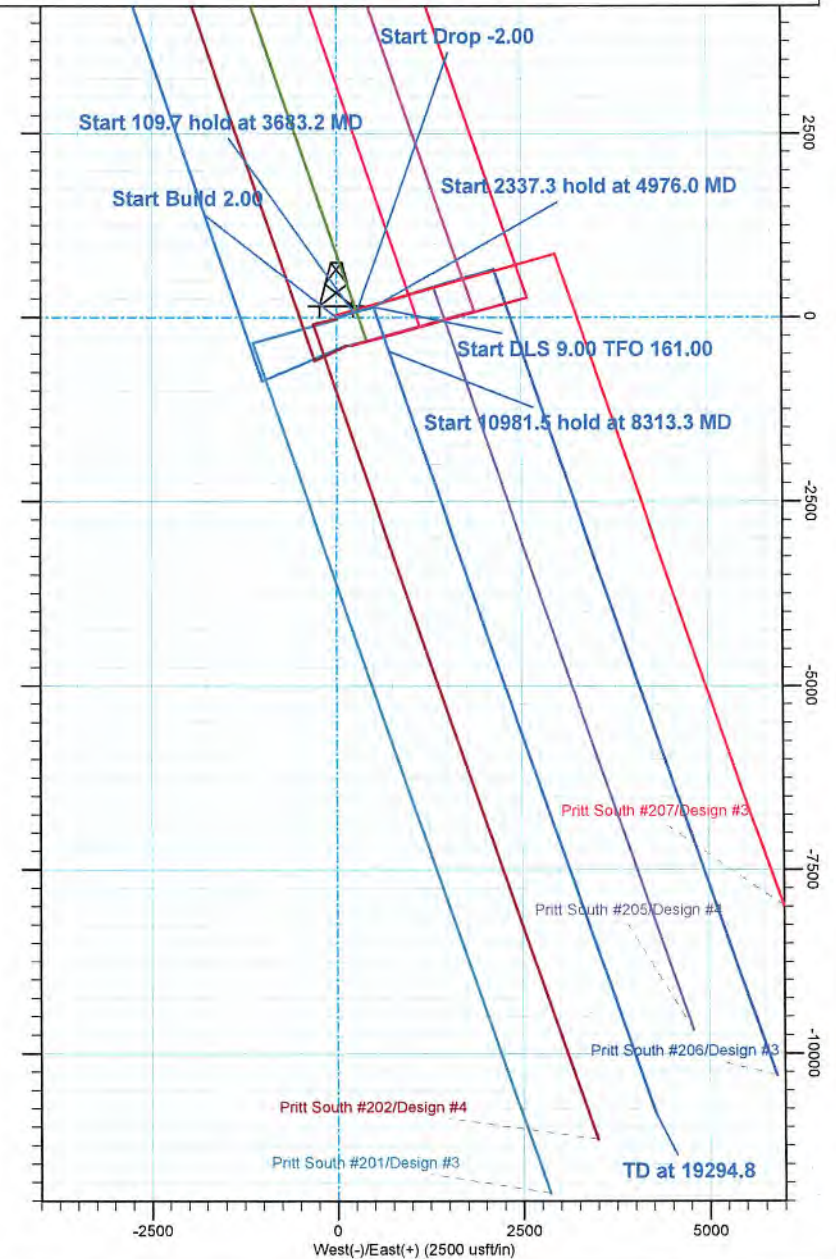 Start Drop -2.00
Start 109.7 hold at 3683.2 MD
Start Build 2.00
Start 2337.3 hold at 4976.0 MD
Start DLS 9.00 TFO 161.00
Start 10981.5 hold at 8313.3 MD
2500
0
-2500
-5000
-7500
-10000
Pritt South #207/Design #3
Pritt South #205/Design #4
Pritt South #206/Design #3
Pritt South #202/Design #4
Pritt South #201/Design #3
TD at 19294.8
-2500
0
2500
5000
West(-)/East(+) (2500 usft/in)